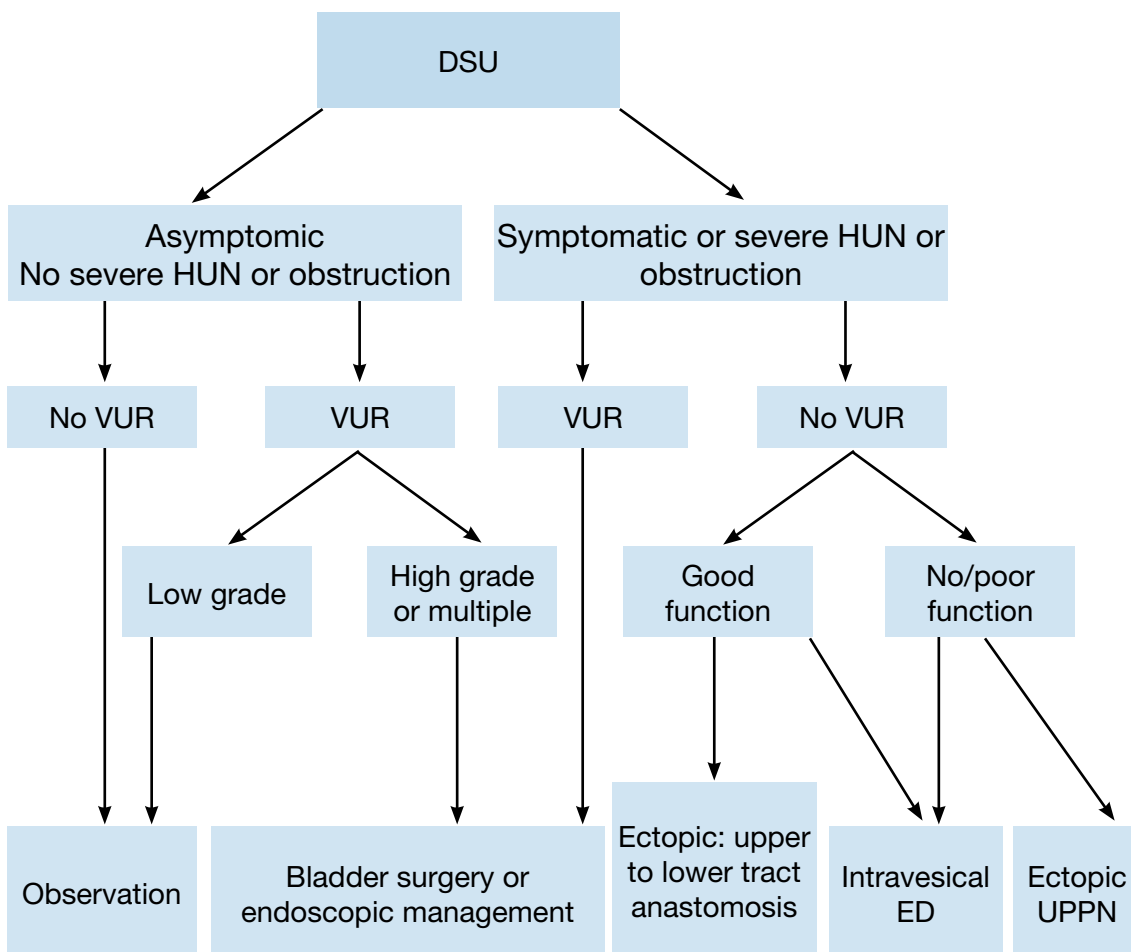 DSU
Asymptomic
No severe HUN or obstruction
Symptomatic or severe HUN or
obstruction
No VUR
VUR
VUR
No VUR
Low grade
High grade
or multiple
Good
function
No/poor
function
Observation
Bladder surgery or
endoscopic management
Ectopic: upper
to lower tract
anastomosis
Intravesical
ED
Ectopic
UPPN